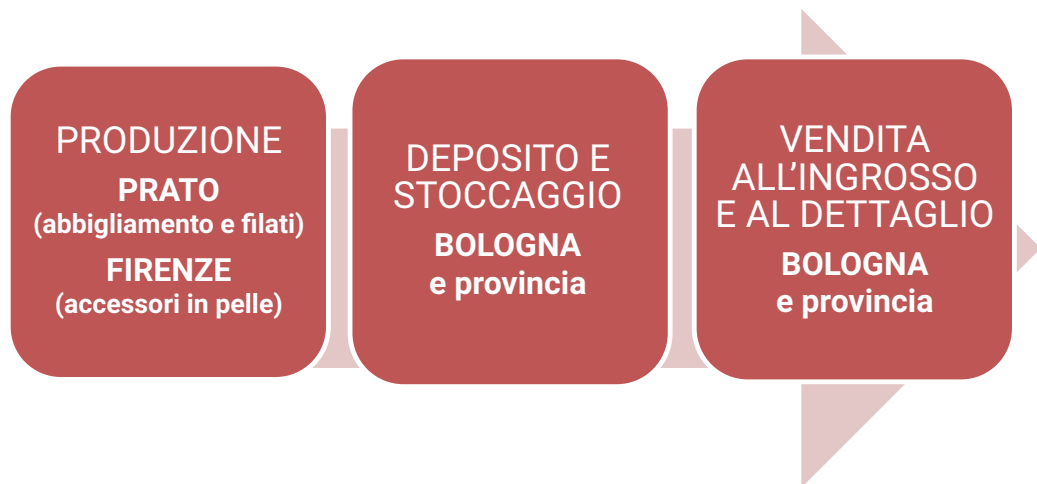 PRODUZIONE
PRATO
(abbigliamento e filati)
FIRENZE
(accessori in pelle)
DEPOSITO E
STOCCAGGIO
BOLOGNA
e provincia
VENDITA
ALL'INGROSSO
E AL DETTAGLIO
BOLOGNA
e provincia